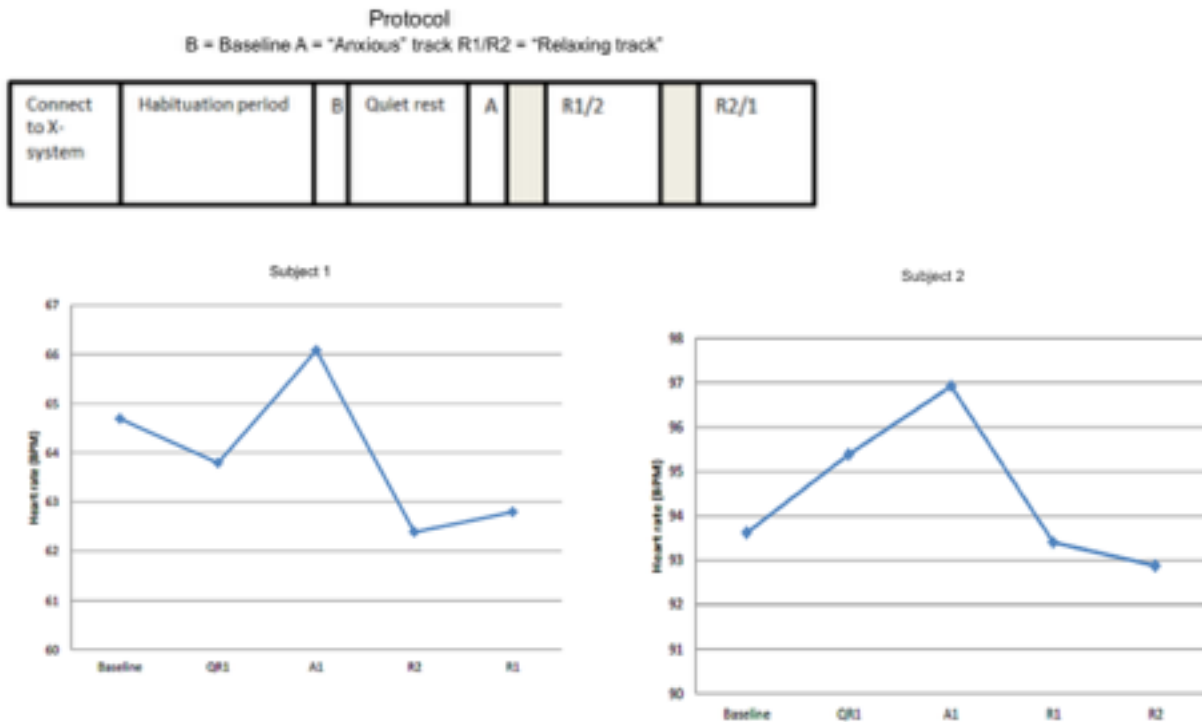 Protocol
B = Baseline A = "Anxious" track R1/R2 = "Relaxing track"
Connect to X-system
Habituation period
B
Quiet rest
A
R1/2
R2/1
Subject 1
Heart rate (BPM)
67
66
65
64
63
62
61
60
Baseline QR1 A1 R2 R1
Subject 2
Heart rate (BPM)
98
97
96
95
94
93
92
91
90
Baseline QR1 A1 R1 R2